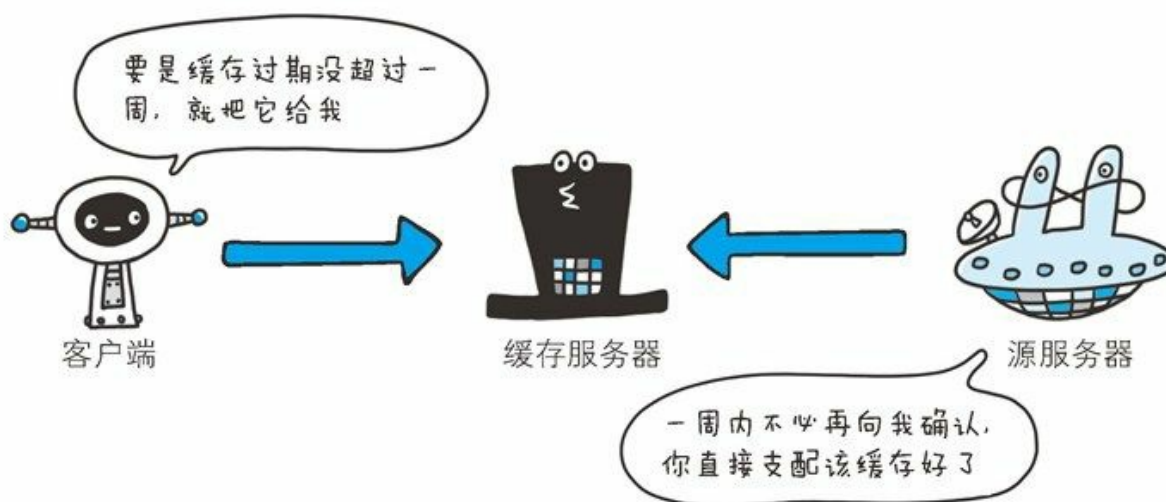 要是缓存过期没超过一
周，就把它给我
客户端
缓存服务器
源服务器
一周内不必再向我确认，
你直接支配该缓存好了